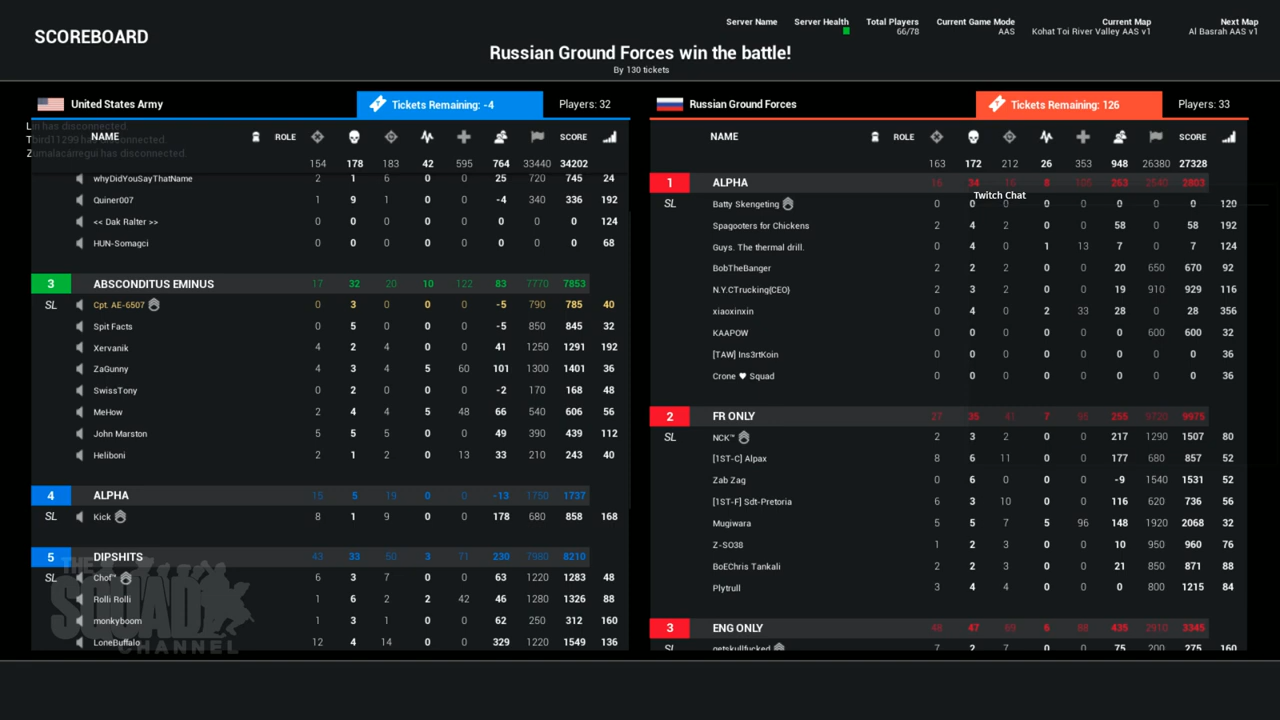 SCOREBOARD
Server Name Server Health Total Players Current Game Mode Current Map Next Map
66/78 AAS Kohat Toi River Valley AAS v1 Al Basrah AAS v1
Russian Ground Forces win the battle!
By 130 tickets
United States Army Tickets Remaining: -4 Players: 32
Lin has disconnected.
Tbird11299 has disconnected.
Zumalacárregui has disconnected.
NAME ROLE SCORE
154 178 183 42 595 764 33440 34202
whyDidYouSayThatName 2 1 6 0 0 25 720 745 24
Quiner007 1 9 1 0 0 -4 340 336 192
<< Dak Ralter >> 0 0 0 0 0 0 0 0 124
HUN-Somagci 0 0 0 0 0 0 0 0 68
3 ABSCONDITUS EMINUS 17 32 20 10 122 83 7770 7853
SL Cpt. AE-6507 0 3 0 0 0 -5 790 785 40
Spit Facts 0 5 0 0 0 -5 850 845 32
Xervanik 4 2 4 0 0 41 1250 1291 192
ZaGunny 4 3 4 5 60 101 1300 1401 36
SwissTony 0 2 0 0 0 -2 170 168 48
MeHow 2 4 4 5 48 66 540 606 56
John Marston 5 5 5 0 0 49 390 439 112
Heliboni 2 1 2 0 13 33 210 243 40
4 ALPHA 15 5 19 0 0 -13 1750 1737
SL Kick 8 1 9 0 0 178 680 858 168
5 DIPSHITS 43 33 50 3 71 230 7980 8210
SL Chof™ 6 3 7 0 0 63 1220 1283 48
Rolli Rolli 1 6 2 2 42 46 1280 1326 88
monkyboom 1 3 1 0 0 62 250 312 160
LoneBuffalo 12 4 14 0 0 329 1220 1549 136
THE SQUAD CHANNEL
Russian Ground Forces Tickets Remaining: 126 Players: 33
NAME ROLE SCORE
163 172 212 26 353 948 26380 27328
1 ALPHA 16 34 16 8 106 263 2540 2803
Twitch Chat
SL Batty Skengeting 0 0 0 0 0 0 0 0 120
Spagooters for Chickens 2 4 2 0 0 58 0 58 192
Guys. The thermal drill. 0 4 0 1 13 7 0 7 124
BobTheBanger 2 2 2 0 0 20 650 670 92
N.Y.CTrucking{CEO} 2 3 2 0 0 19 910 929 116
xiaoxinxin 0 4 0 2 33 28 0 28 356
KAAPOW 0 0 0 0 0 0 600 600 32
[TAW] Ins3rtKoin 0 0 0 0 0 0 0 0 36
Crone ♥ Squad 0 0 0 0 0 0 0 0 36
2 FR ONLY 27 35 41 7 95 255 9720 9975
SL NCK™ 2 3 2 0 0 217 1290 1507 80
[1ST-C] Alpax 8 6 11 0 0 177 680 857 52
Zab Zag 0 6 0 0 0 -9 1540 1531 52
[1ST-F] Sdt-Pretoria 6 3 10 0 0 116 620 736 56
Mugiwara 5 5 7 5 96 148 1920 2068 32
Z-SO38 1 2 3 0 0 10 950 960 76
BoEChris Tankali 2 2 3 0 0 21 850 871 88
Plytrull 3 4 4 0 0 0 800 1215 84
3 ENG ONLY 48 47 69 6 88 435 2910 3345
SL getskullfucked 7 2 7 0 0 75 200 275 160